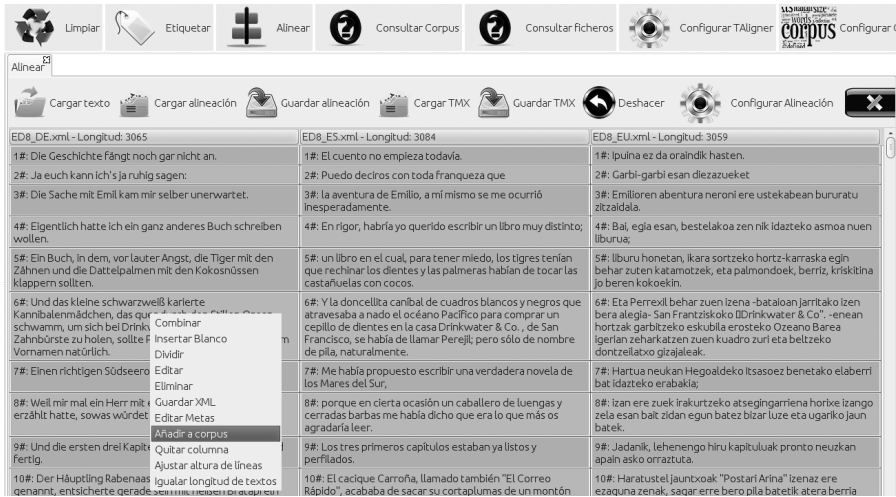 Limpiar
Etiquetar
Alinear
Consultar Corpus
Consultar ficheros
Configurar TAligner
words
corpus
Configurar
Alinear
Cargar texto
Cargar alineación
Guardar alineación
Cargar TMX
Guardar TMX
Deshacer
Configurar Alineación
ED8_DE.xml - Longitud: 3065
1#: Die Geschichte fängt noch gar nicht an.
2#: Ja euch kann ich's ja ruhig sagen:
3#: Die Sache mit Emil kam mir selber unerwartet.
4#: Eigentlich hatte ich ein ganz anderes Buch schreiben
wollen.
5#: Ein Buch, in dem, vor lauter Angst, die Tiger mit den
Zähnen und die Dattelpalmen mit den Kokosnüssen
klappern sollten.
6#: Und das kleine schwarzweiß karierte
Kannibalenmädchen, das
schwamm, um sich bei Drinkw
Zahnbürste zu holen, sollte P
Vornamen natürlich.
7#: Einen richtigen Südseero
8#: Weil mir mal ein Herr mit
erzählt hatte, sowas würdet
9#: Und die ersten drei Kapite
fertig.
10#: Der Häuptling Rabenaas
genannt, entsicherte gerade sein mit heißen Bratäpfeln
Combinar
Insertar Blanco
Dividir
Editar
Eliminar
Guardar XML
Editar Metas
Añadir a corpus
Quitar columna
Ajustar altura de líneas
Igualar longitud de textos
ED8_ES.xml - Longitud: 3084
1#: El cuento no empieza todavía.
2#: Puedo deciros con toda franqueza que
3#: la aventura de Emilio, a mí mismo se me ocurrió
inesperadamente.
4#: En rigor, habría yo querido escribir un libro muy distinto;
5#: un libro en el cual, para tener miedo, los tigres tenían
que rechinar los dientes y las palmeras habían de tocar las
castañuelas con cocos.
6#: Y la doncellita caníbal de cuadros blancos y negros que
atravesaba a nado el océano Pacífico para comprar un
cepillo de dientes en la casa Drinkwater & Co. , de San
Francisco, se había de llamar Perejil; pero sólo de nombre
de pila, naturalmente.
7#: Me había propuesto escribir una verdadera novela de
los Mares del Sur,
8#: porque en cierta ocasión un caballero de luengas y
cerradas barbas me había dicho que era lo que más os
agradaría leer.
9#: Los tres primeros capítulos estaban ya listos y
perfilados.
10#: El cacique Carroña, llamado también "El Correo
Rápido", acababa de sacar su cortaplumas de un montón
ED8_EU.xml - Longitud: 3059
1#: Ipuina ez da oraindik hasten.
2#: Garbi-garbi esan diezazueket
3#: Emilioren abentura neroni ere ustekabean bururatu
zitzaidala.
4#: Bai, egia esan, bestelakoa zen nik idazteko asmoa nuen
liburua;
5#: liburu honetan, ikara sortzeko hortz-karraska egin
behar zuten katamotzek, eta palmondoek, berriz, kriskitina
jo beren kokoekin.
6#: Eta Perrexil behar zuen izena -bataioan jarritako izen
bera alegia- San Frantziskoko Drinkwater & Co". -enean
hortzak garbitzeko eskubila erosteko Ozeano Barea
igerian zeharkatzen zuen kuadro zuri eta beltzeko
dontzeilatxo gizajaleak.
7#: Hartua neukan Hegoaldeko Itsasoez benetako elaberri
bat idazteko erabakia;
8#: izan ere zuek irakurtzeko atsegingarriena horixe izango
zela esan bait zidan egun batez bizar luze eta ugariko jaun
batek.
9#: Jadanik, lehenengo hiru kapituluak pronto neuzkan
apain asko orraztuta.
10#: Haratustel jauntxoak "Postari Arina" izenaz ere
ezaguna zenak, sagar erre bero pila batetik atera berria